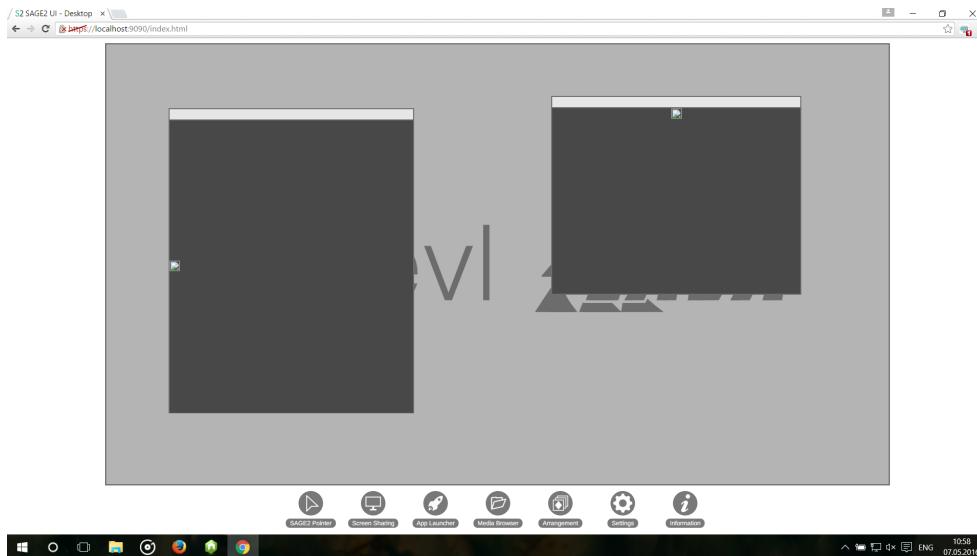 S2 SAGE2 UI - Desktop
https://localhost:9090/index.html
evl
SAGE2 Pointer
Screen Sharing
App Launcher
Media Browser
Arrangement
Settings
Information
ENG
10:58
07.05.201